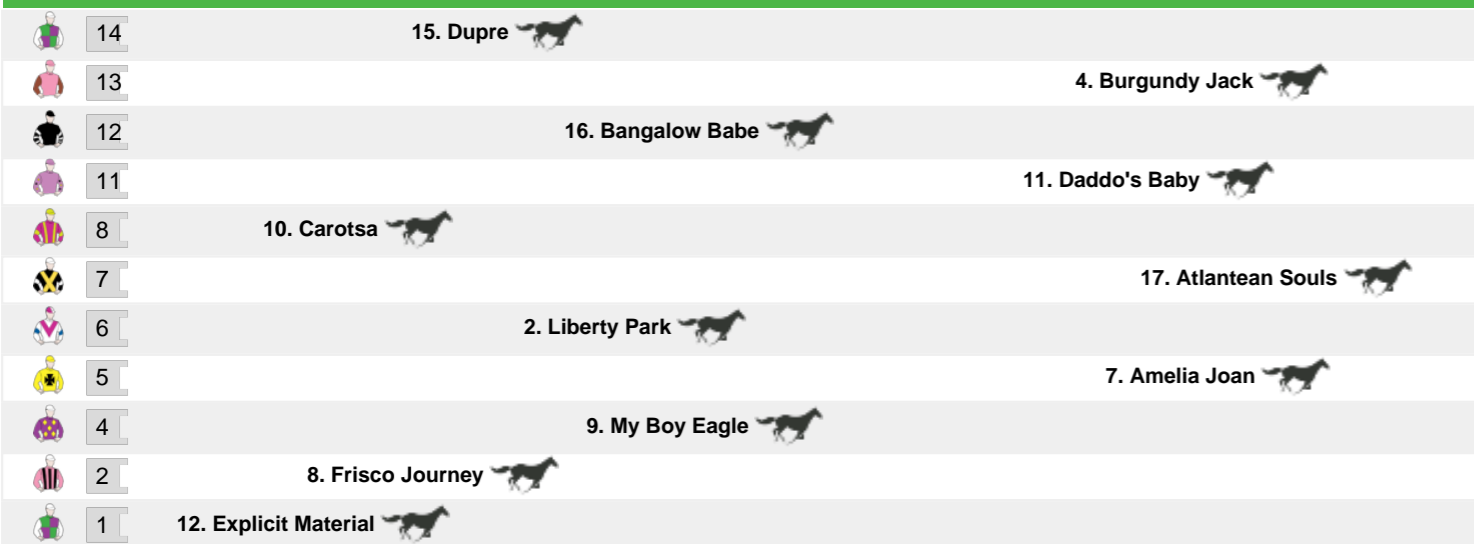 14 15. Dupre
13 4. Burgundy Jack
12 16. Bangalow Babe
11 11. Daddo's Baby
8 10. Carotsa
7 17. Atlantean Souls
6 2. Liberty Park
5 7. Amelia Joan
4 9. My Boy Eagle
2 8. Frisco Journey
1 12. Explicit Material